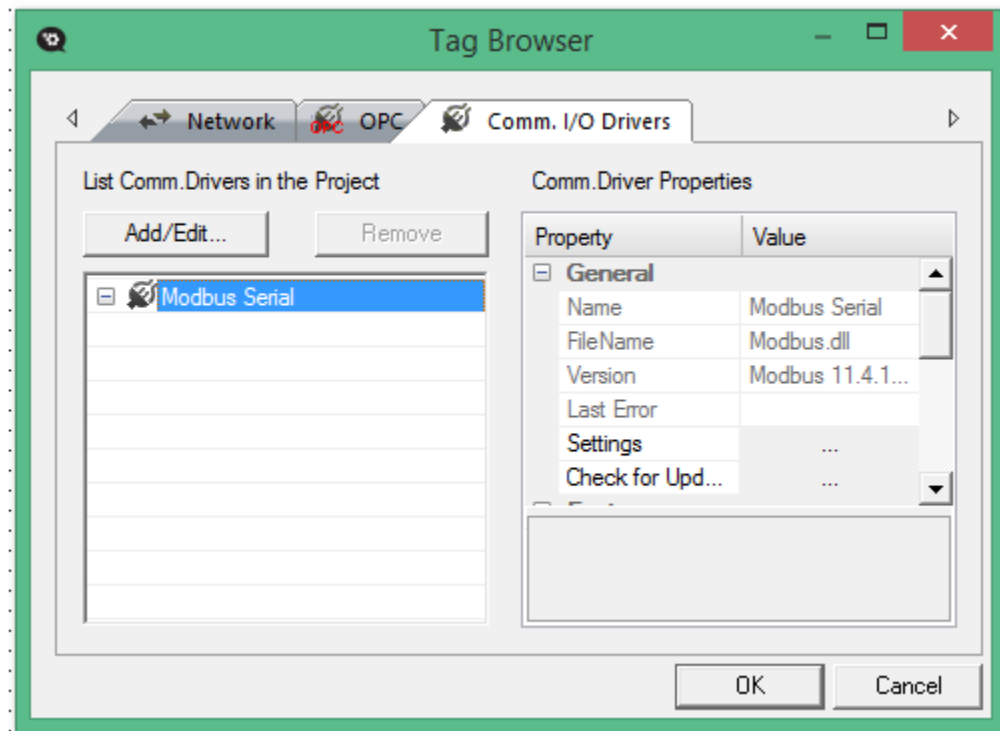 Tag Browser
Network
OPC
Comm. I/O Drivers
List Comm.Drivers in the Project
Add/Edit...
Remove
Modbus Serial
Comm.Driver Properties
Property Value
General
Name Modbus Serial
FileName Modbus.dll
Version Modbus 11.4.1...
Last Error
Settings ...
Check for Upd... ...
OK
Cancel